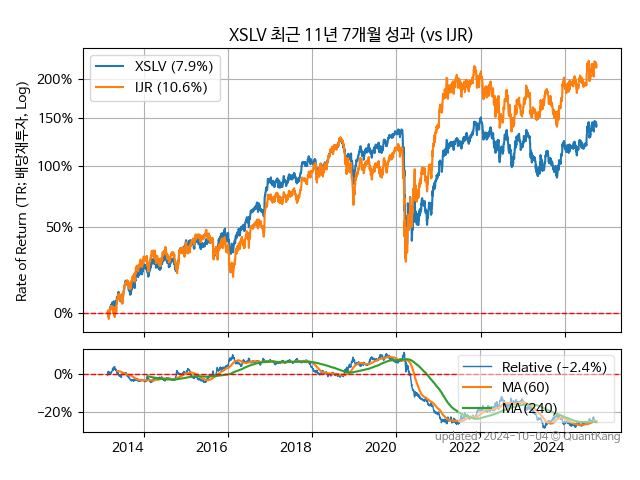 XSLV 최근 11년 7개월 성과 (vs IJR)
XSLV (7.9%)
IJR (10.6%)
Rate of Return (TR; 배당재투자, Log)
200%
150%
100%
50%
0%
Relative (−2.4%)
MA(60)
MA(240)
0%
−20%
2014 2016 2018 2020 2022 2024
updated: 2024-10-04 © QuantKang